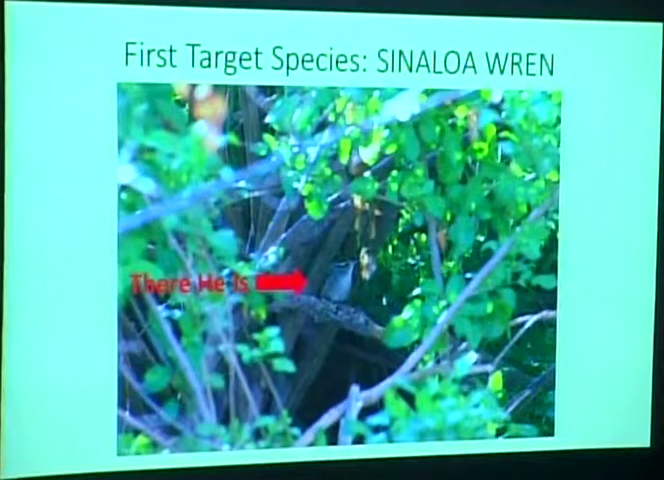 First Target Species: SINALOA WREN
There He Is